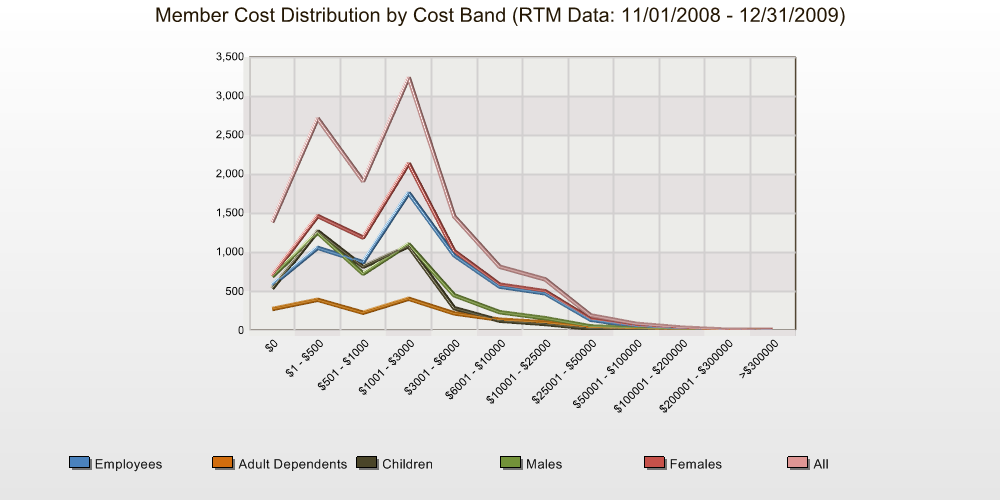 Member Cost Distribution by Cost Band (RTM Data: 11/01/2008 - 12/31/2009)
3,500
3,000
2,500
2,000
1,500
1,000
500
0
$0
$1 - $500
$501 - $1000
$1001 - $3000
$3001 - $6000
$6001 - $10000
$10001 - $25000
$25001 - $50000
$50001 - $100000
$100001 - $200000
$200001 - $300000
>$300000
Employees
Adult Dependents
Children
Males
Females
All